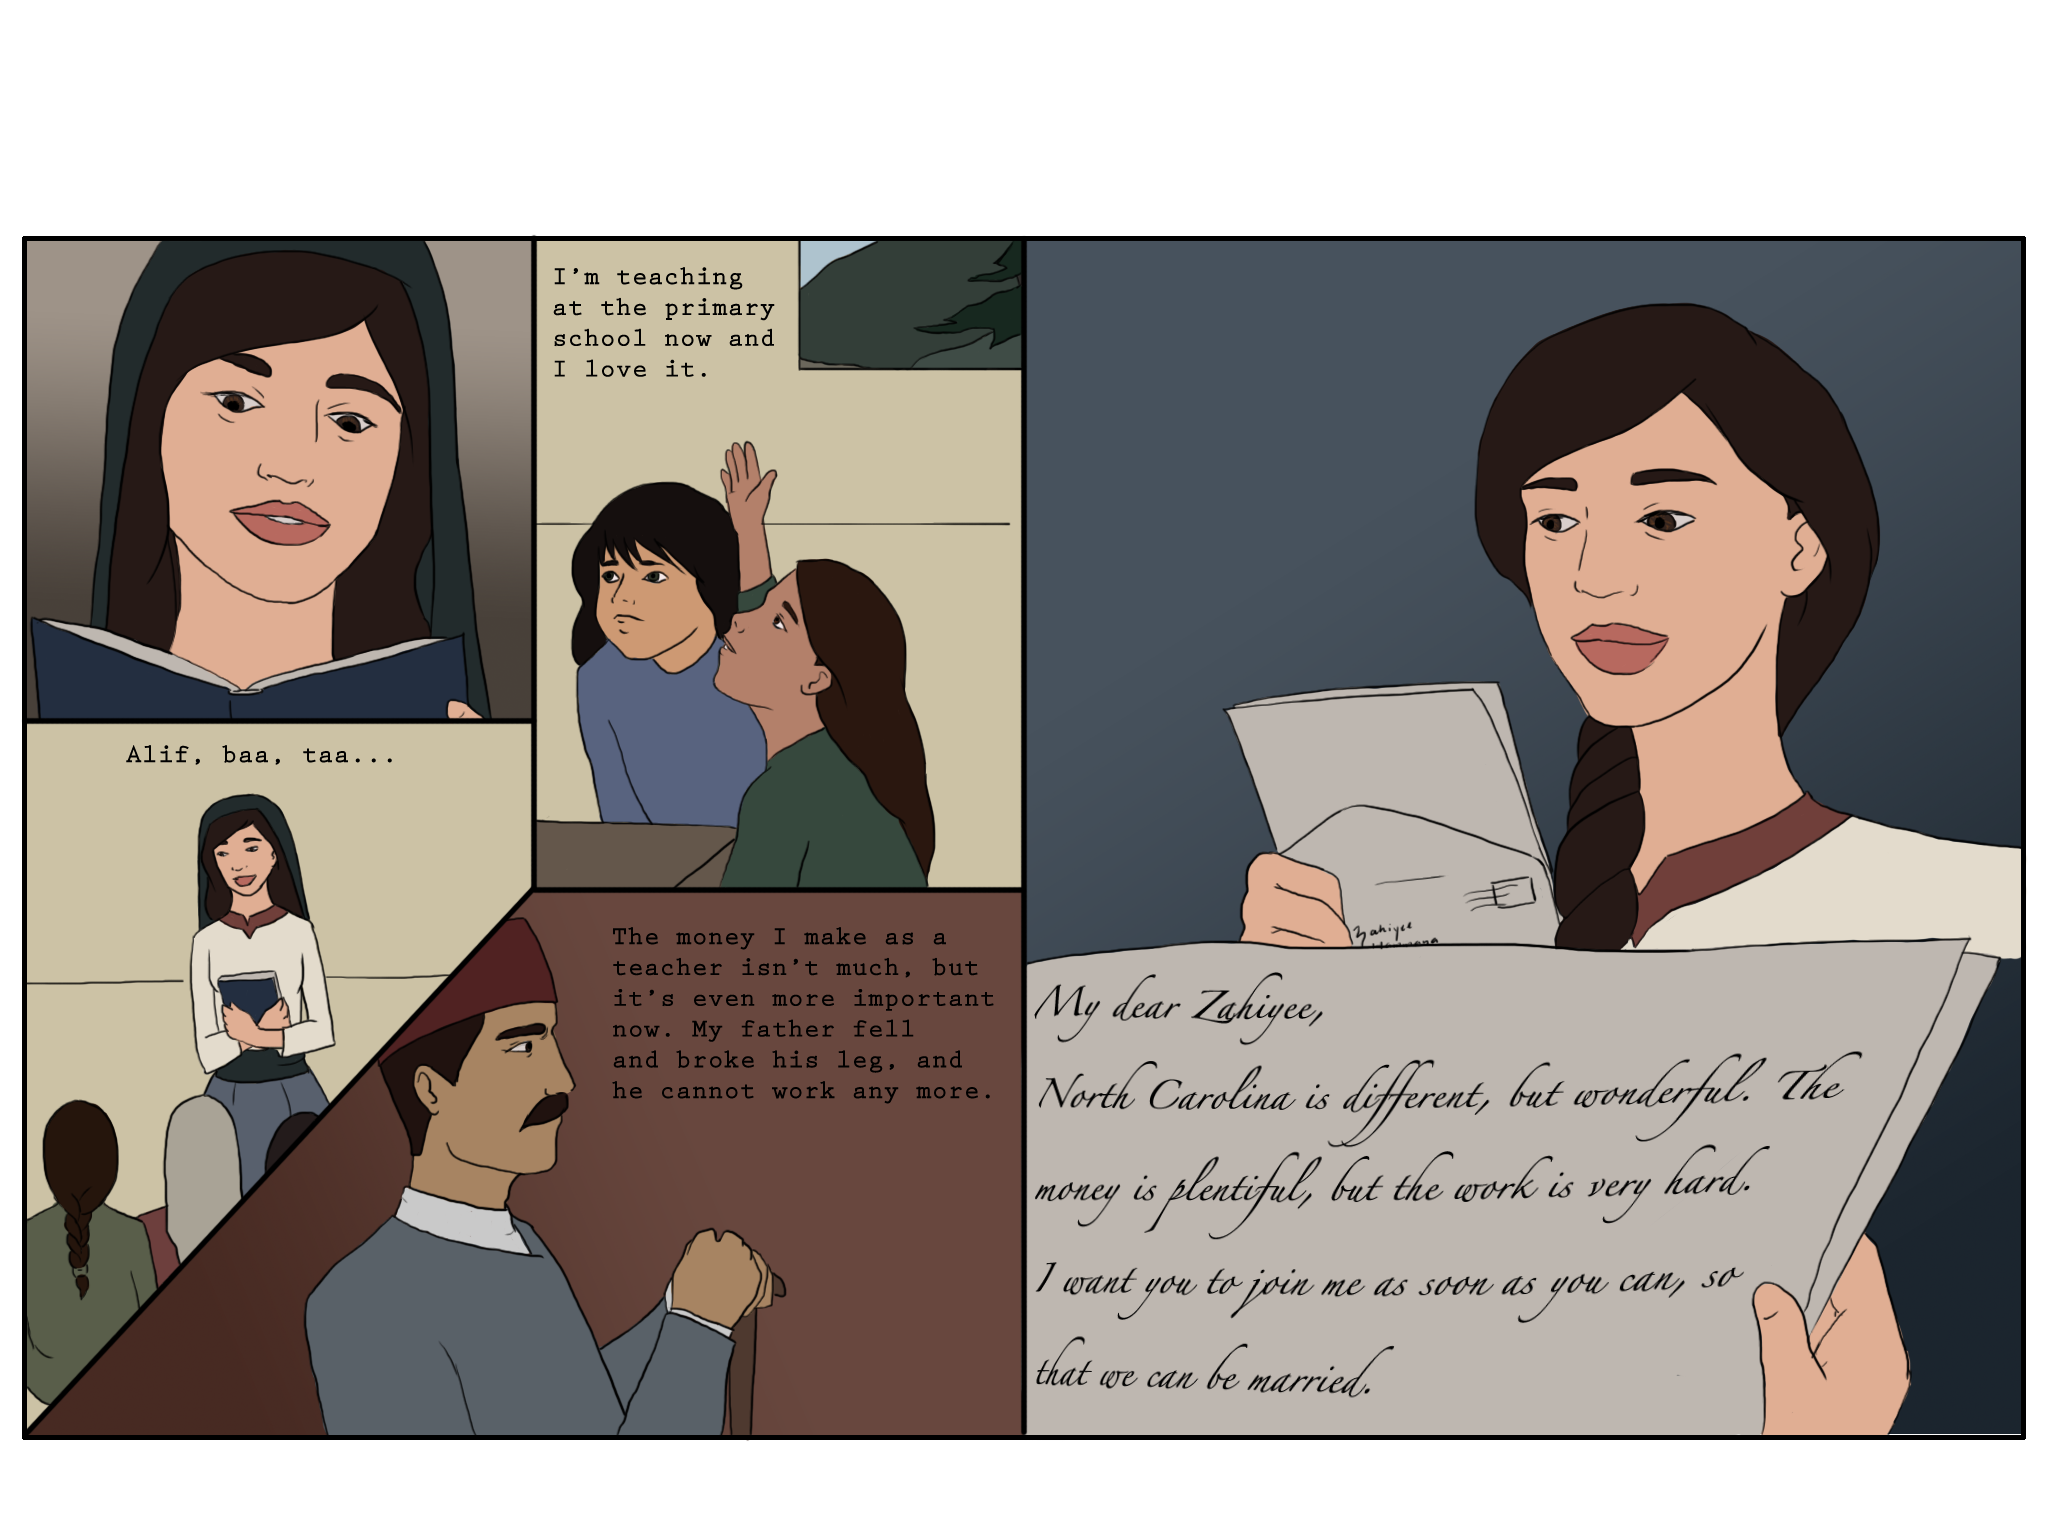 Alif, baa, taa...
I'm teaching
at the primary
school now and
I love it.
The money I make as a
teacher isn't much, but
it's even more important
now. My father fell
and broke his leg, and
he cannot work any more.
Zahiyee
My dear Zahiyee,
North Carolina is different, but wonderful. The
money is plentiful, but the work is very hard.
I want you to join me as soon as you can, so
that we can be married.